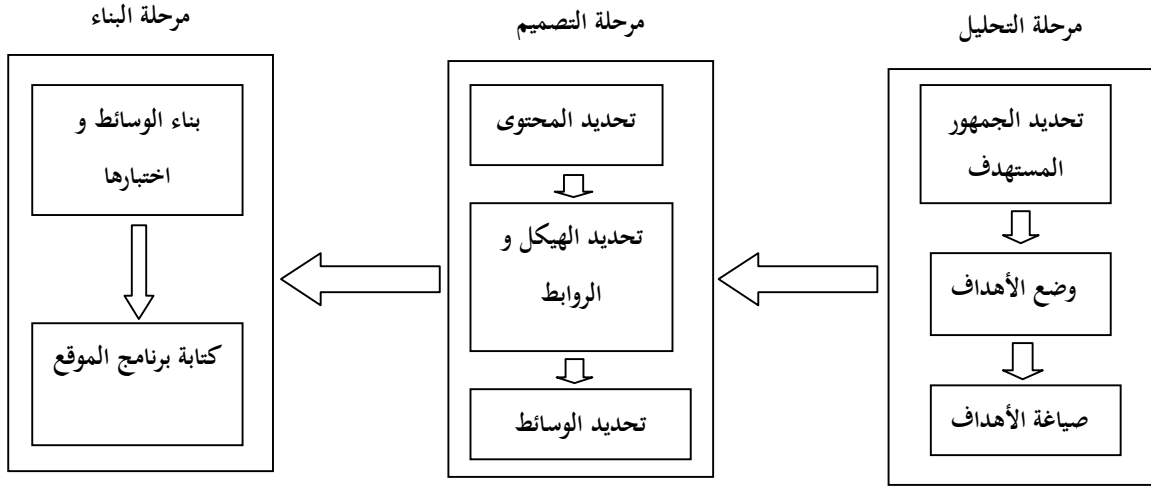 مرحلة التحليل
تحديد الجمهور
المستهدف
وضع الأهداف
صياغة الأهداف
مرحلة التصميم
تحديد المحتوى
تحديد الهيكل و
الروابط
تحديد الوسائط
مرحلة البناء
بناء الوسائط و
اختبارها
كتابة برنامج الموقع